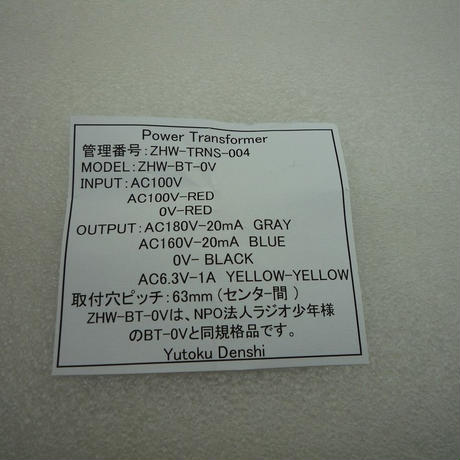 Power Transformer
管理番号:ZHW-TRNS-004
MODEL:ZHW-BT-0V
INPUT:AC100V
AC100V-RED
0V-RED
OUTPUT:AC180V-20mA GRAY
AC160V-20mA BLUE
0V- BLACK
AC6.3V-1A YELLOW-YELLOW
取付穴ピッチ:63mm(センター間)
ZHW-BT-0Vは、NPO法人ラジオ少年様
のBT-0Vと同規格品です。
Yutoku Denshi